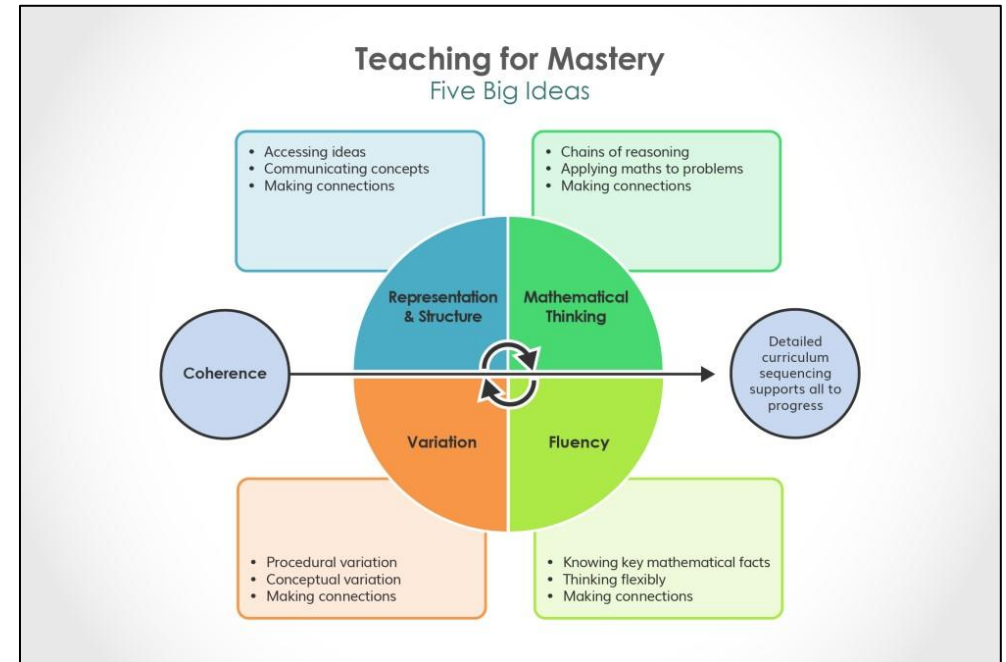 Teaching for Mastery
Five Big Ideas
• Accessing ideas
• Communicating concepts
• Making connections
• Chains of reasoning
• Applying maths to problems
• Making connections
Representation
& Structure
Mathematical
Thinking
Coherence
Detailed
curriculum
sequencing
supports all to
progress
Variation
Fluency
• Procedural variation
• Conceptual variation
• Making connections
• Knowing key mathematical facts
• Thinking flexibly
• Making connections